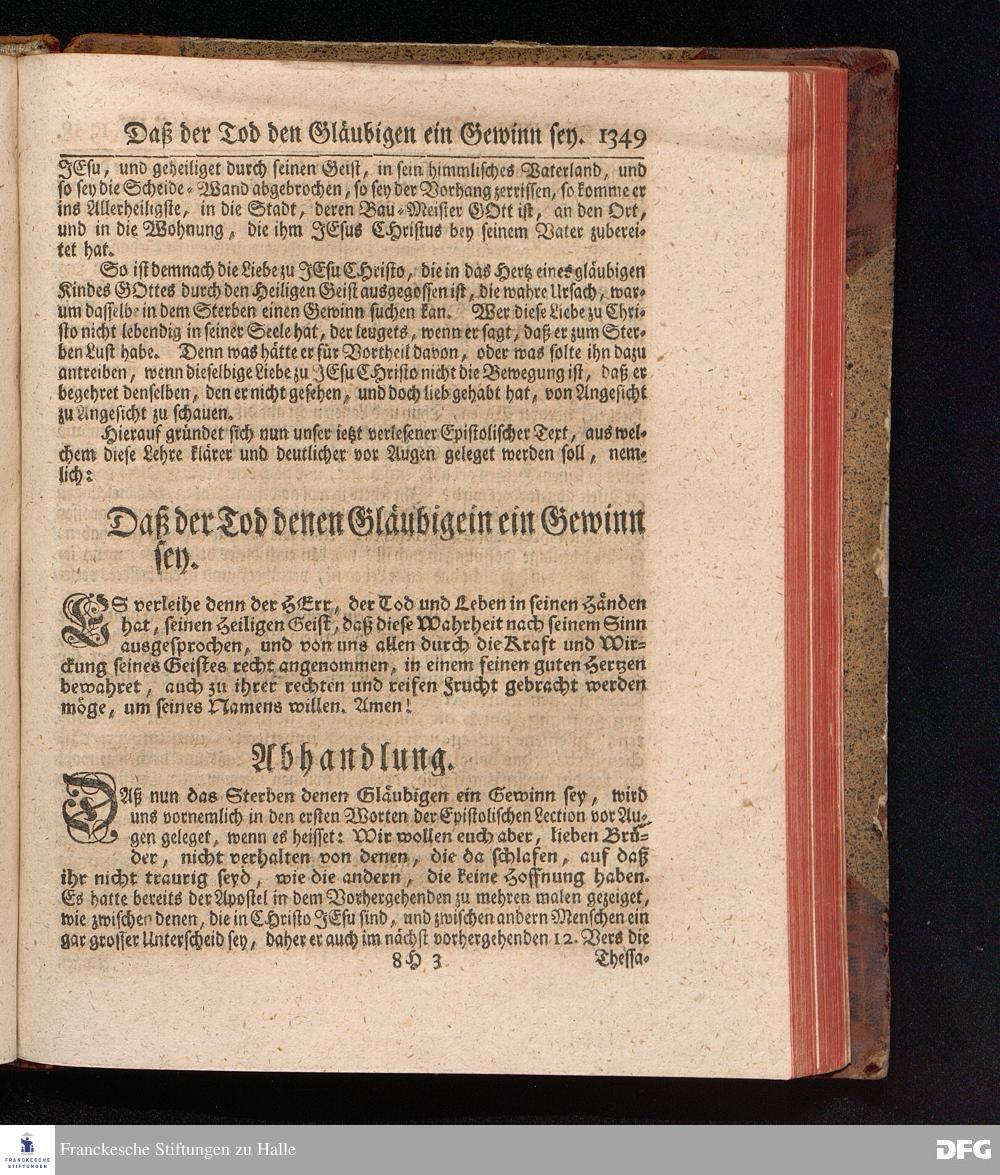 Daß der Tod den Gläubigen ein Gewinn sey. 1349
JEsu, und geheiliget durch seinen Geist, in sein himmlisches Vaterland, und
so sey die Scheide-Wand abgebrochen, so sey der Vorhang zerrissen, so komme er
ins Allerheiligste, in die Stadt, deren Bau-Meister GOtt ist, an den Ort,
und in die Wohnung, die ihm JEsus CHristus bey seinem Vater zuberei-
tet hat.
So ist demnach die Liebe zu JEsu CHristo, die in das Hertz eines gläubigen
Kindes GOttes durch den Heiligen Geist ausgegossen ist, die wahre Ursach, war-
um dasselbe in dem Sterben einen Gewinn suchen kan. Wer diese Liebe zu Chri-
sto nicht lebendig in seiner Seele hat, der leugets, wenn er sagt, daß er zum Ster-
ben Lust habe. Denn was hätte er für Vortheil davon, oder was solte ihn dazu
antreiben, wenn dieselbige Liebe zu JEsu CHristo nicht die Bewegung ist, daß er
begehret denselben, den er nicht gesehen, und doch lieb gehabt hat, von Angesicht
zu Angesicht zu schauen.
Hierauf gründet sich nun unser ietzt verlesener Epistolischer Text, aus wel-
chem diese Lehre klärer und deutlicher vor Augen geleget werden soll, nem-
lich:
Daß der Tod denen Gläubigein ein Gewinn
sey.
ES verleihe denn der HErr, der Tod und Leben in seinen Händen
hat, seinen Heiligen Geist, daß diese Wahrheit nach seinem Sinn
ausgesprochen, und von uns allen durch die Kraft und Wir-
ckung seines Geistes recht angenommen, in einem feinen guten Hertzen
bewahret, auch zu ihrer rechten und reifen Frucht gebracht werden
möge, um seines Namens willen. Amen!
Abhandlung.
DAß nun das Sterben denen Gläubigen ein Gewinn sey, wird
uns vornemlich in den ersten Worten der Epistolischen Lection vor Au-
gen geleget, wenn es heisset: Wir wollen euch aber, lieben Brü-
der, nicht verhalten von denen, die da schlafen, auf daß
ihr nicht traurig seyd, wie die andern, die keine Hoffnung haben.
Es hatte bereits der Apostel in dem Vorhergehenden zu mehren malen gezeiget,
wie zwischen denen, die in CHristo JEsu sind, und zwischen andern Menschen ein
gar grosser Unterscheid sey, daher er auch im nächst vorhergehenden 12. Vers die
8 H 3 Thessa-
FRANCKESCHE
STIFTUNGEN
Franckesche Stiftungen zu Halle
DFG